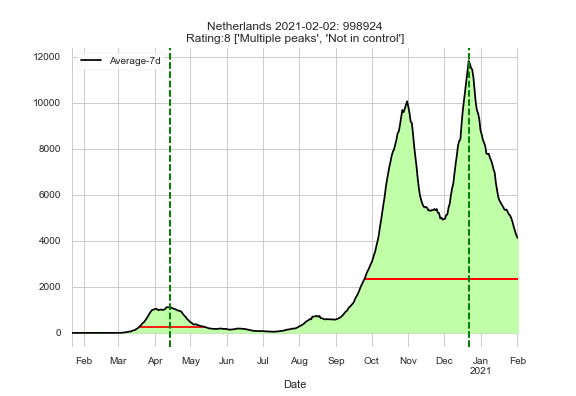 Netherlands 2021-02-02: 998924
Rating:8 ['Multiple peaks', 'Not in control']
Average-7d
12000
10000
8000
6000
4000
2000
0
Feb Mar Apr May Jun Jul Aug Sep Oct Nov Dec Jan Feb
2021
Date